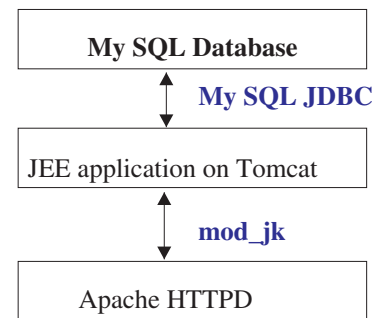 My SQL Database
My SQL JDBC
JEE application on Tomcat
mod_jk
Apache HTTPD